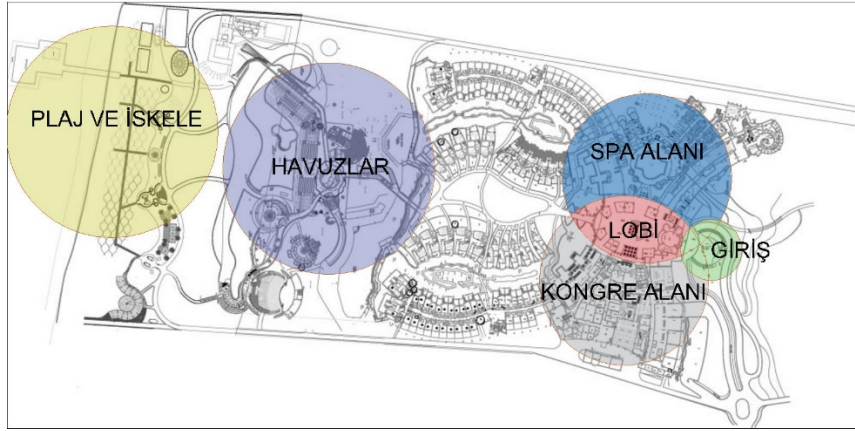 PLAJ VE İSKELE
HAVUZLAR
SPA ALANI
LOBİ
GİRİŞ
KONGRE ALANI